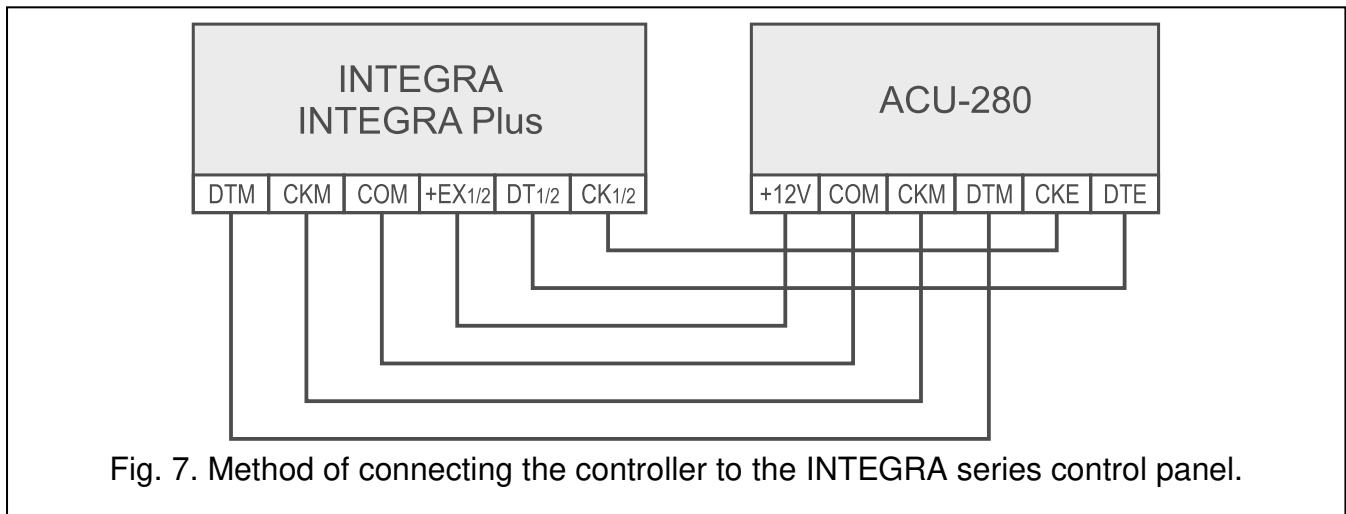 INTEGRA
INTEGRA Plus
ACU-280
DTM CKM COM +EX1/2 DT1/2 CK1/2
+12V COM CKM DTM CKE DTE
Fig. 7. Method of connecting the controller to the INTEGRA series control panel.